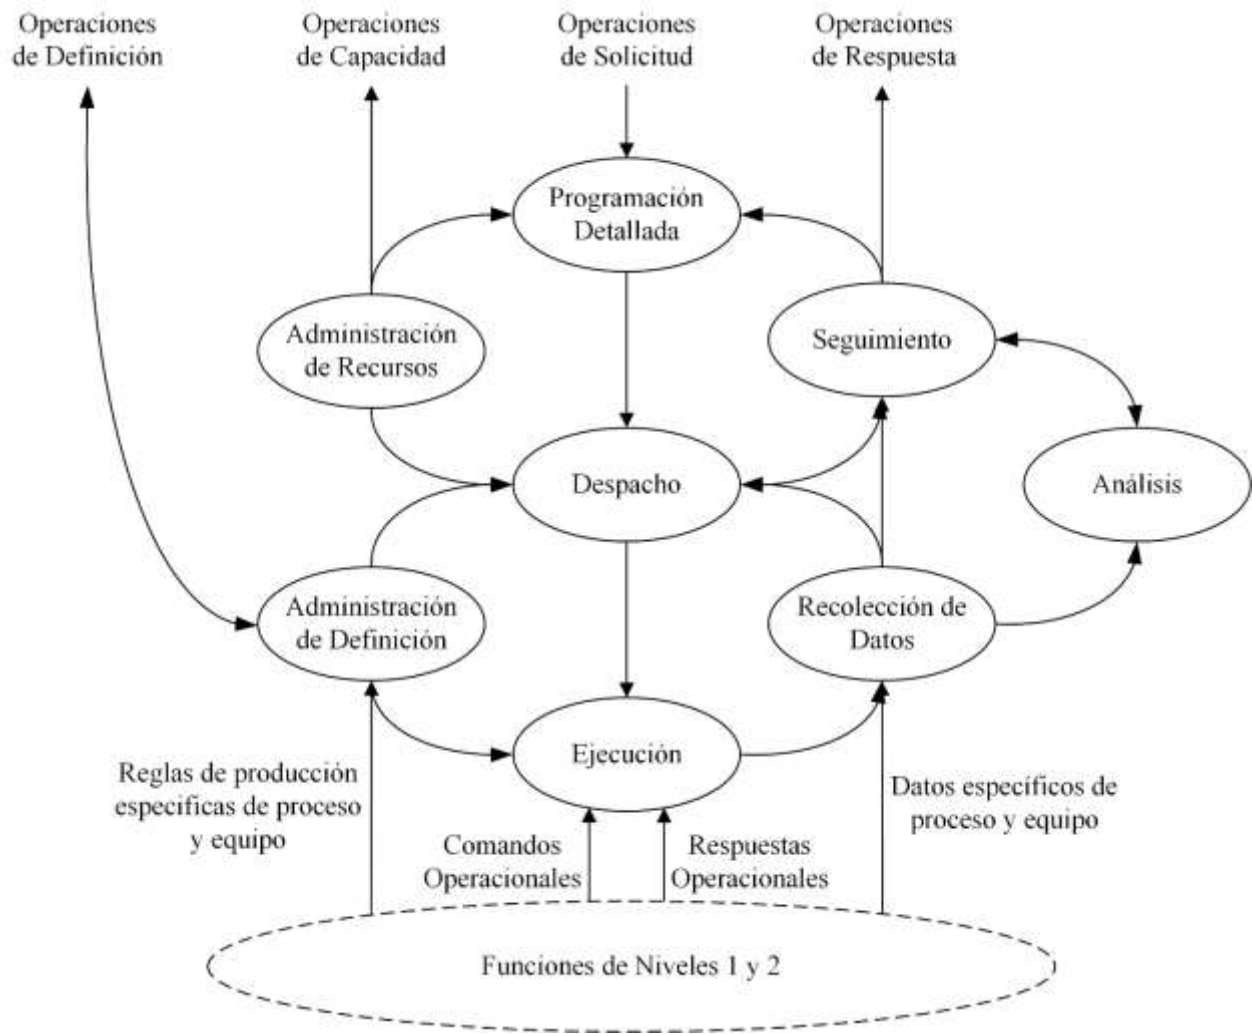 Operaciones
de Definición
Operaciones
de Capacidad
Operaciones
de Solicitud
Operaciones
de Respuesta
Programación
Detallada
Administración
de Recursos
Seguimiento
Despacho
Análisis
Administración
de Definición
Recolección de
Datos
Ejecución
Reglas de producción
especificas de proceso
y equipo
Datos específicos de
proceso y equipo
Comandos
Operacionales
Respuestas
Operacionales
Funciones de Niveles 1 y 2